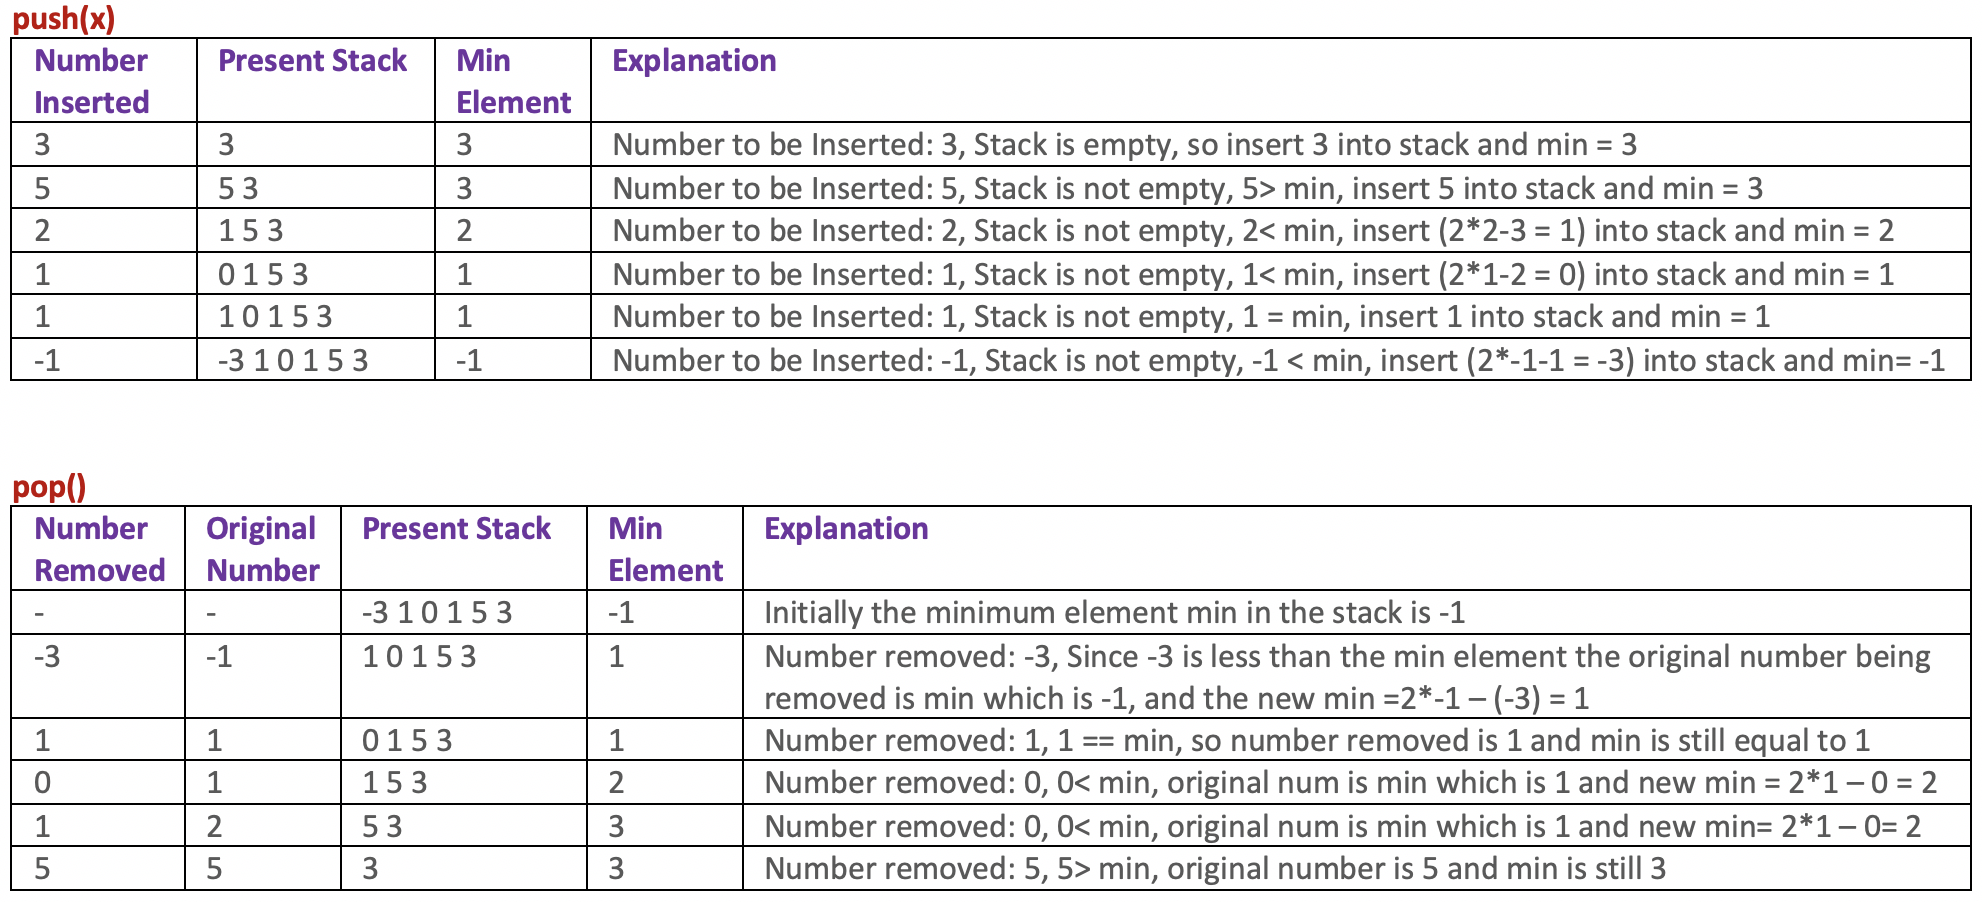 push(x)
Number Inserted Present Stack Min Element Explanation
3 3 3 Number to be Inserted: 3, Stack is empty, so insert 3 into stack and min = 3
5 5 3 3 Number to be Inserted: 5, Stack is not empty, 5> min, insert 5 into stack and min = 3
2 1 5 3 2 Number to be Inserted: 2, Stack is not empty, 2< min, insert (2*2-3 = 1) into stack and min = 2
1 0 1 5 3 1 Number to be Inserted: 1, Stack is not empty, 1< min, insert (2*1-2 = 0) into stack and min = 1
1 1 0 1 5 3 1 Number to be Inserted: 1, Stack is not empty, 1 = min, insert 1 into stack and min = 1
-1 -3 1 0 1 5 3 -1 Number to be Inserted: -1, Stack is not empty, -1 < min, insert (2*-1-1 = -3) into stack and min= -1
pop()
Number Removed Original Number Present Stack Min Element Explanation
- - -3 1 0 1 5 3 -1 Initially the minimum element min in the stack is -1
-3 -1 1 0 1 5 3 1 Number removed: -3, Since -3 is less than the min element the original number being
removed is min which is -1, and the new min =2*-1 – (-3) = 1
1 1 0 1 5 3 1 Number removed: 1, 1 == min, so number removed is 1 and min is still equal to 1
0 1 1 5 3 2 Number removed: 0, 0< min, original num is min which is 1 and new min = 2*1 – 0 = 2
1 2 5 3 3 Number removed: 0, 0< min, original num is min which is 1 and new min= 2*1 – 0= 2
5 5 3 3 Number removed: 5, 5> min, original number is 5 and min is still 3